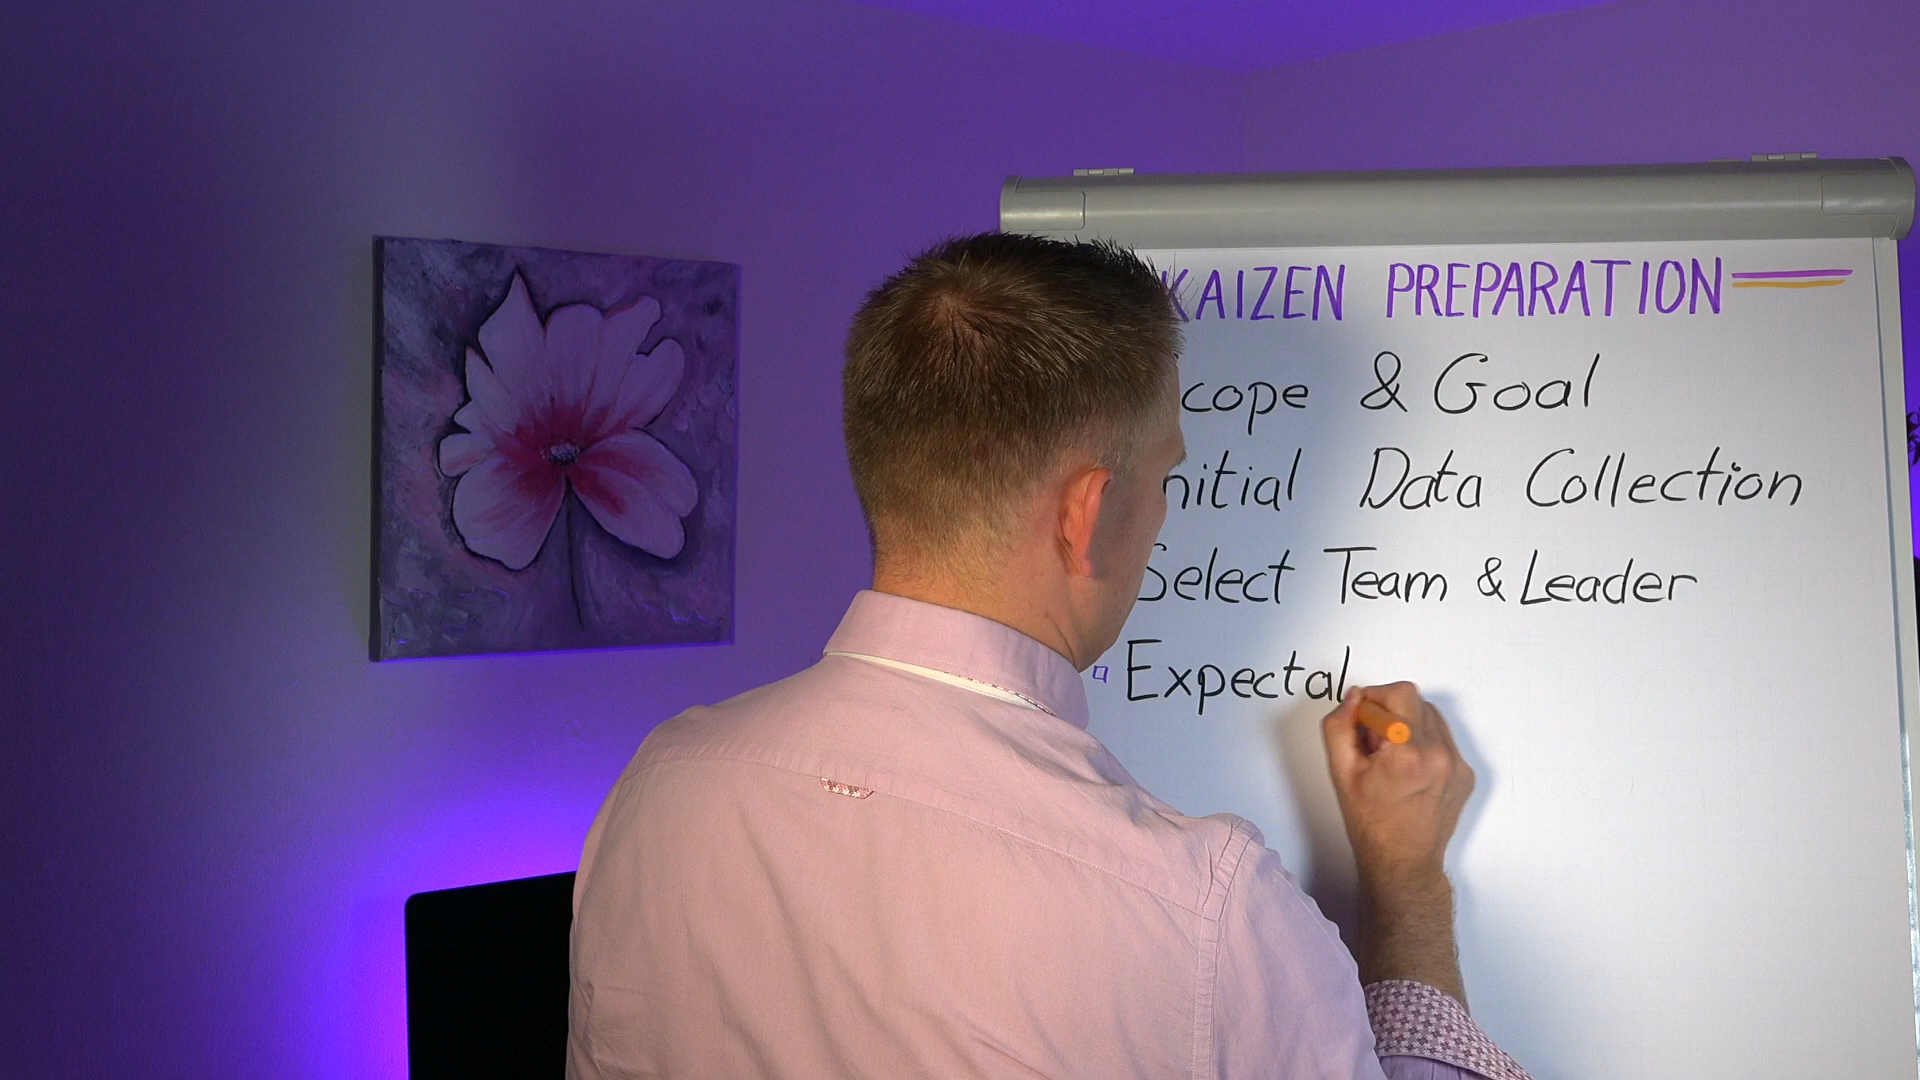 KAIZEN PREPARATION
cope & Goal
nitial Data Collection
Select Team & Leader
Expectat